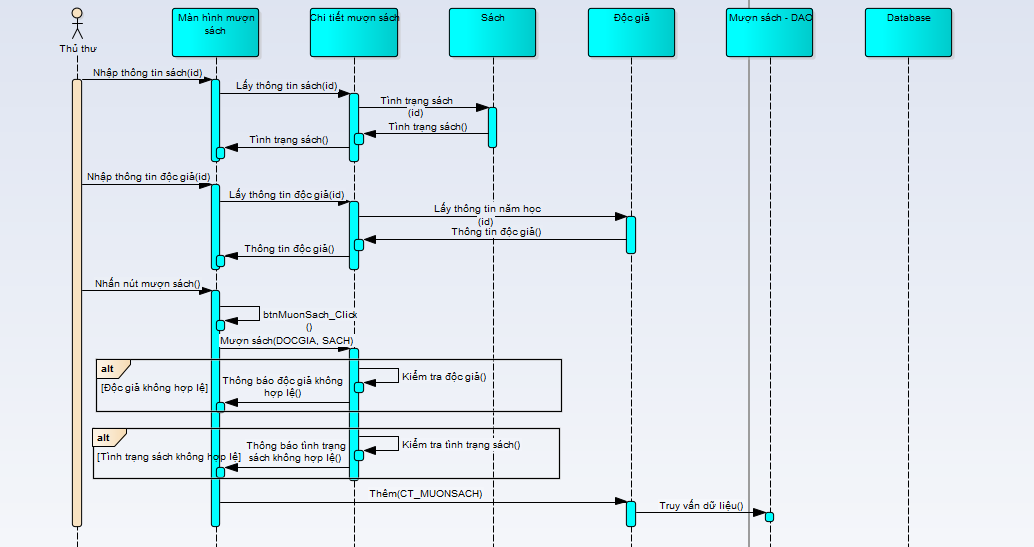 Màn hình mượn
sách
Chi tiết mượn sách
Sách
Độc giả
Mượn sách - DAO
Database
Thủ thư
Nhập thông tin sách(id)
Lấy thông tin sách(id)
Tình trạng sách
(id)
Tình trạng sách()
Tình trạng sách()
Nhập thông tin độc giả(id)
Lấy thông tin độc giả(id)
Lấy thông tin năm học
(id)
Thông tin độc giả()
Thông tin độc giả()
Nhấn nút mượn sách()
btnMuonSach_Click
()
Mượn sách(DOCGIA, SACH)
alt
[Độc giả không hợp lệ]
Kiểm tra độc giả()
Thông báo độc giả không
hợp lệ()
alt
[Tình trạng sách không hợp lệ]
Kiểm tra tình trạng sách()
Thông báo tình trạng
sách không hợp lệ()
Thêm(CT_MUONSACH)
Truy vấn dữ liệu()